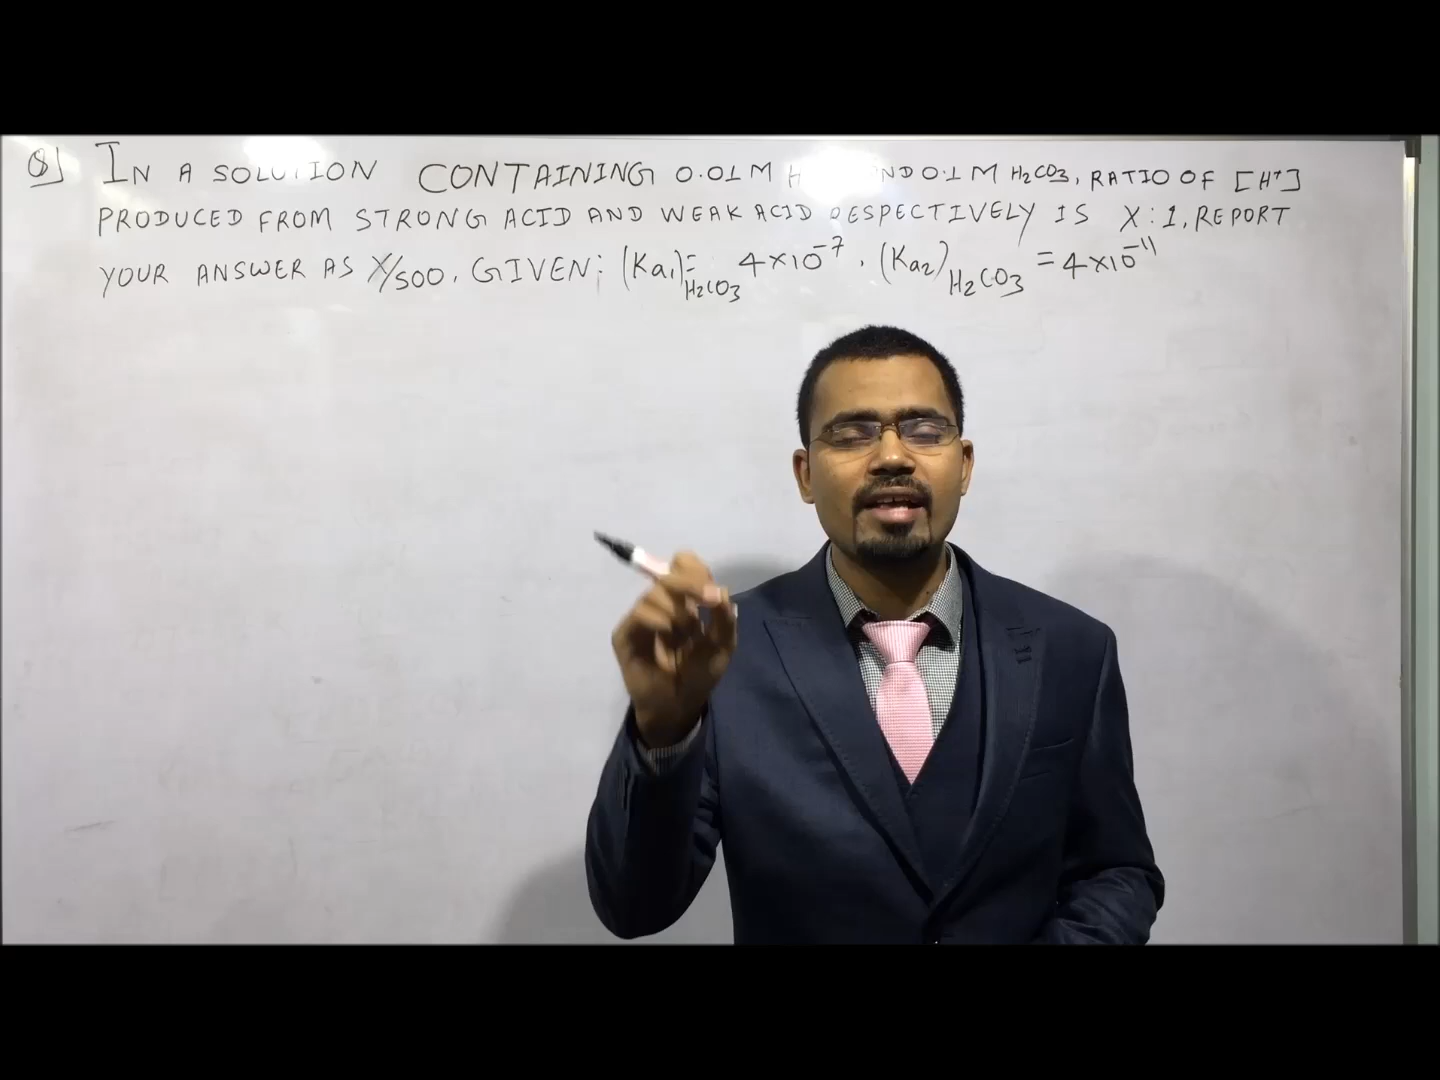 Q] IN A SOLUTION CONTAINING 0.01 M AND 0.1 M H₂CO₃, RATIO OF [H⁺]
PRODUCED FROM STRONG ACID AND WEAK ACID RESPECTIVELY IS X:1. REPORT
YOUR ANSWER AS X/500. GIVEN: (Ka₁)H₂CO₃ = 4×10⁻⁷, (Ka₂)H₂CO₃ = 4×10⁻¹¹